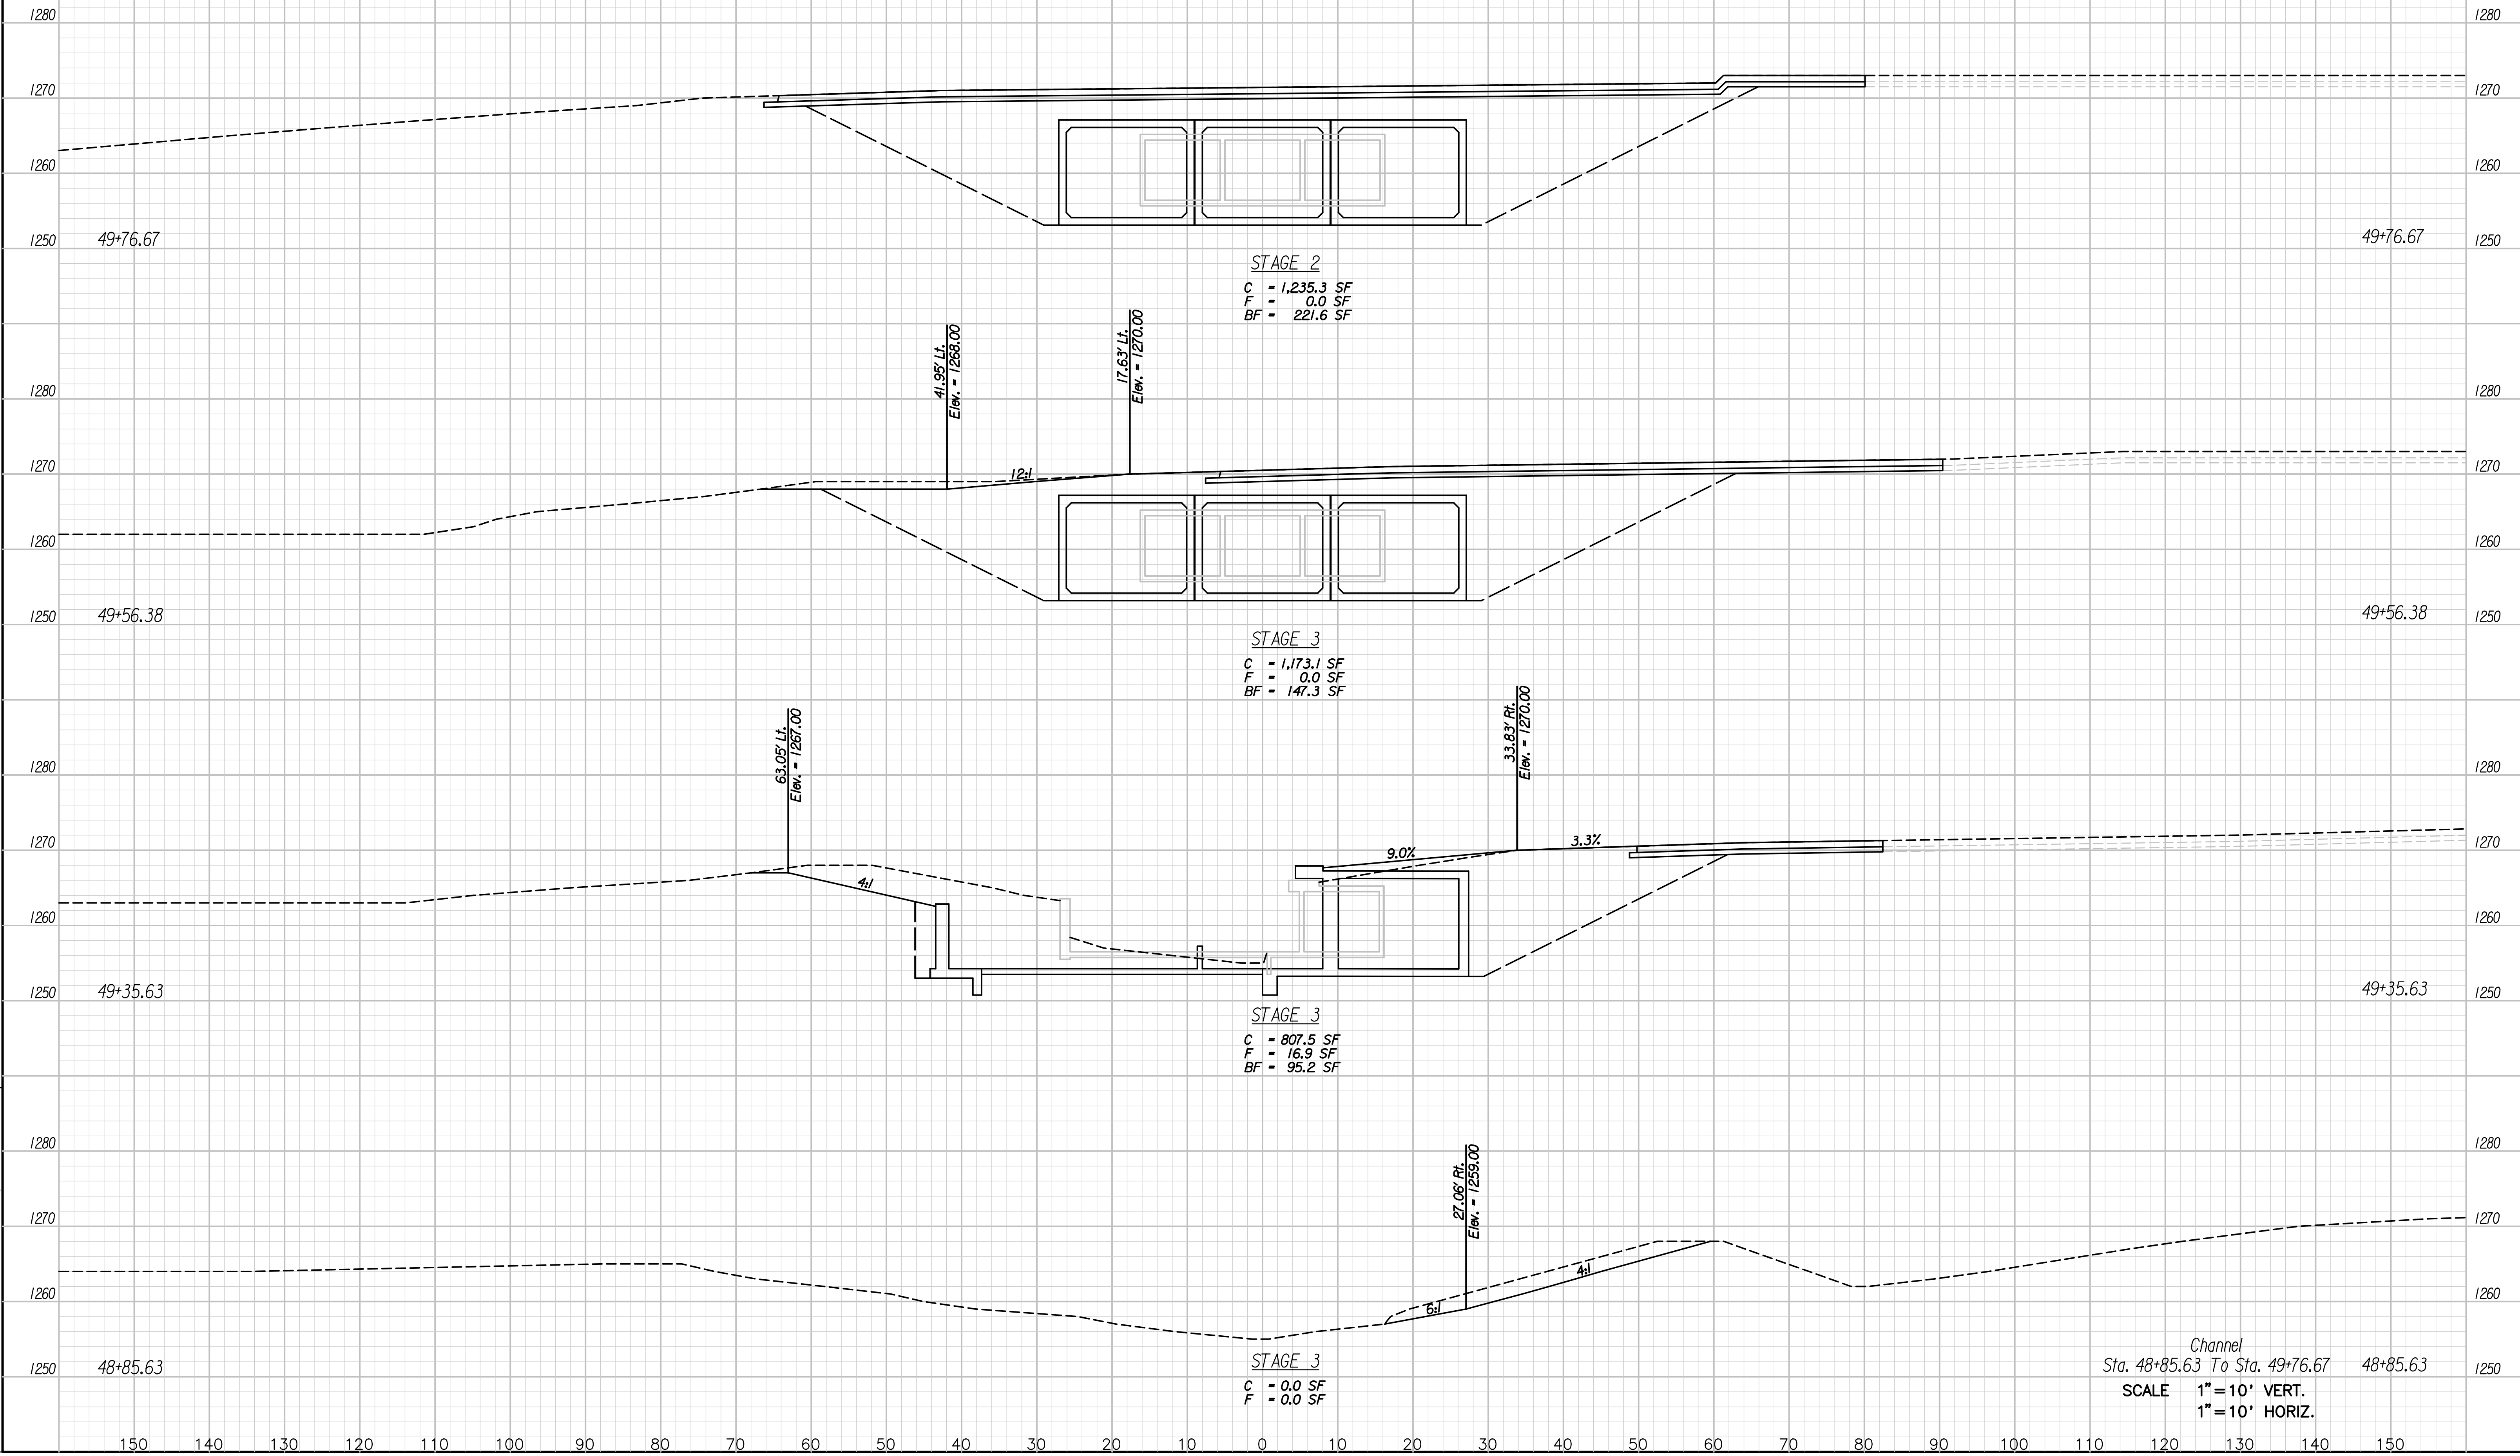 1280 1280
1270 1270
1260 1260
1250 49+76.67 49+76.67 1250
STAGE 2
C = 1,235.3 SF
F = 0.0 SF
BF = 221.6 SF
41.95' Lt.
Elev. = 1268.00
17.63' Lt.
Elev. = 1270.00
1280 1280
1270 12:1 1270
1260 1260
1250 49+56.38 49+56.38 1250
STAGE 3
C = 1,173.1 SF
F = 0.0 SF
BF = 147.3 SF
63.05' Lt.
Elev. = 1267.00
33.83' Rt.
Elev. = 1270.00
1280 1280
1270 9.0% 3.3% 1270
4:1
1260 1260
1250 49+35.63 49+35.63 1250
STAGE 3
C = 807.5 SF
F = 16.9 SF
BF = 95.2 SF
1280 1280
27.06' Rt.
Elev. = 1259.00
1270 1270
4:1
1260 6:1 1260
1250 48+85.63 48+85.63 1250
STAGE 3
C = 0.0 SF
F = 0.0 SF
Channel
Sta. 48+85.63 To Sta. 49+76.67
SCALE 1" = 10' VERT.
1" = 10' HORIZ.
150 140 130 120 110 100 90 80 70 60 50 40 30 20 10 0 10 20 30 40 50 60 70 80 90 100 110 120 130 140 150